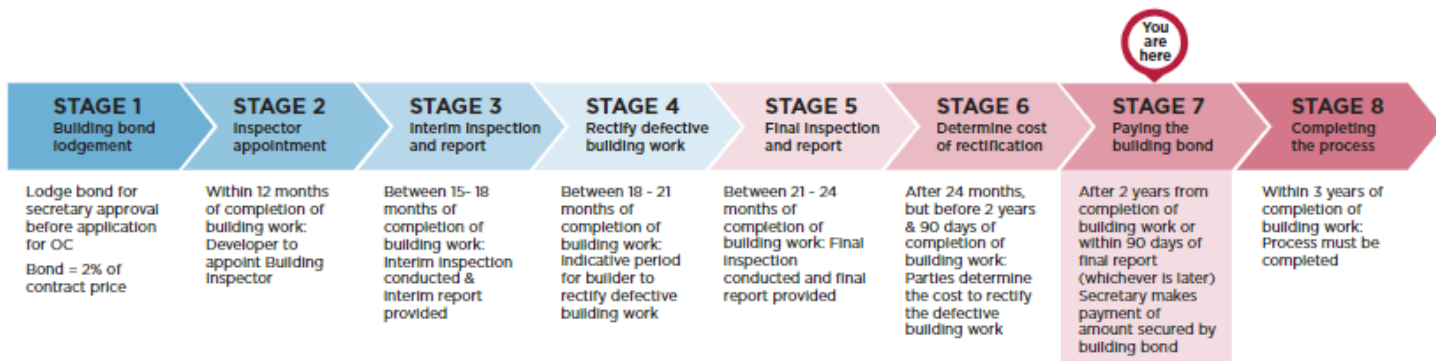 You
are
here
STAGE 1
Building bond
lodgement
STAGE 2
Inspector
appointment
STAGE 3
Interim inspection
and report
STAGE 4
Rectify defective
building work
STAGE 5
Final inspection
and report
STAGE 6
Determine cost
of rectification
STAGE 7
Paying the
building bond
STAGE 8
Completing
the process
Lodge bond for
secretary approval
before application
for OC
Bond = 2% of
contract price
Within 12 months
of completion of
building work:
Developer to
appoint Building
Inspector
Between 15- 18
months of
completion of
building work:
Interim inspection
conducted &
interim report
provided
Between 18 - 21
months of
completion of
building work:
Indicative period
for builder to
rectify defective
building work
Between 21 - 24
months of
completion of
building work: Final
inspection
conducted and final
report provided
After 24 months,
but before 2 years
& 90 days of
completion of
building work:
Parties determine
the cost to rectify
the defective
building work
After 2 years from
completion of
building work or
within 90 days of
final report
(whichever is later)
Secretary makes
payment of
amount secured by
building bond
Within 3 years of
completion of
building work:
Process must be
completed